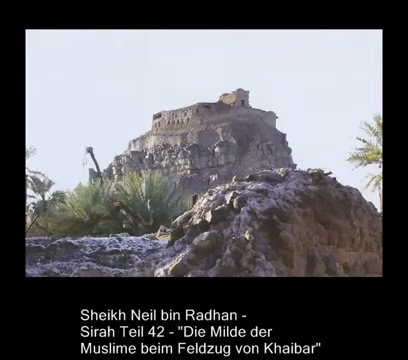 Sheikh Neil bin Radhan -
Sirah Teil 42 - "Die Milde der
Muslime beim Feldzug von Khaibar"